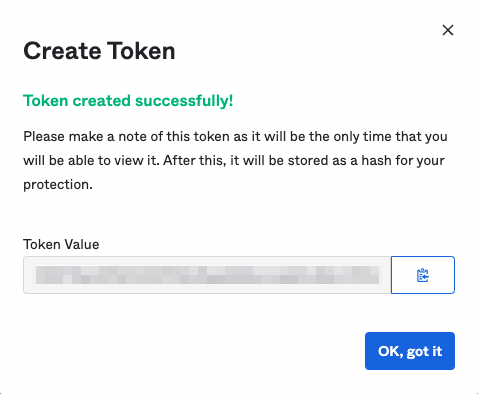 Create Token
Token created successfully!
Please make a note of this token as it will be the only time that you
will be able to view it. After this, it will be stored as a hash for your
protection.
Token Value
OK, got it